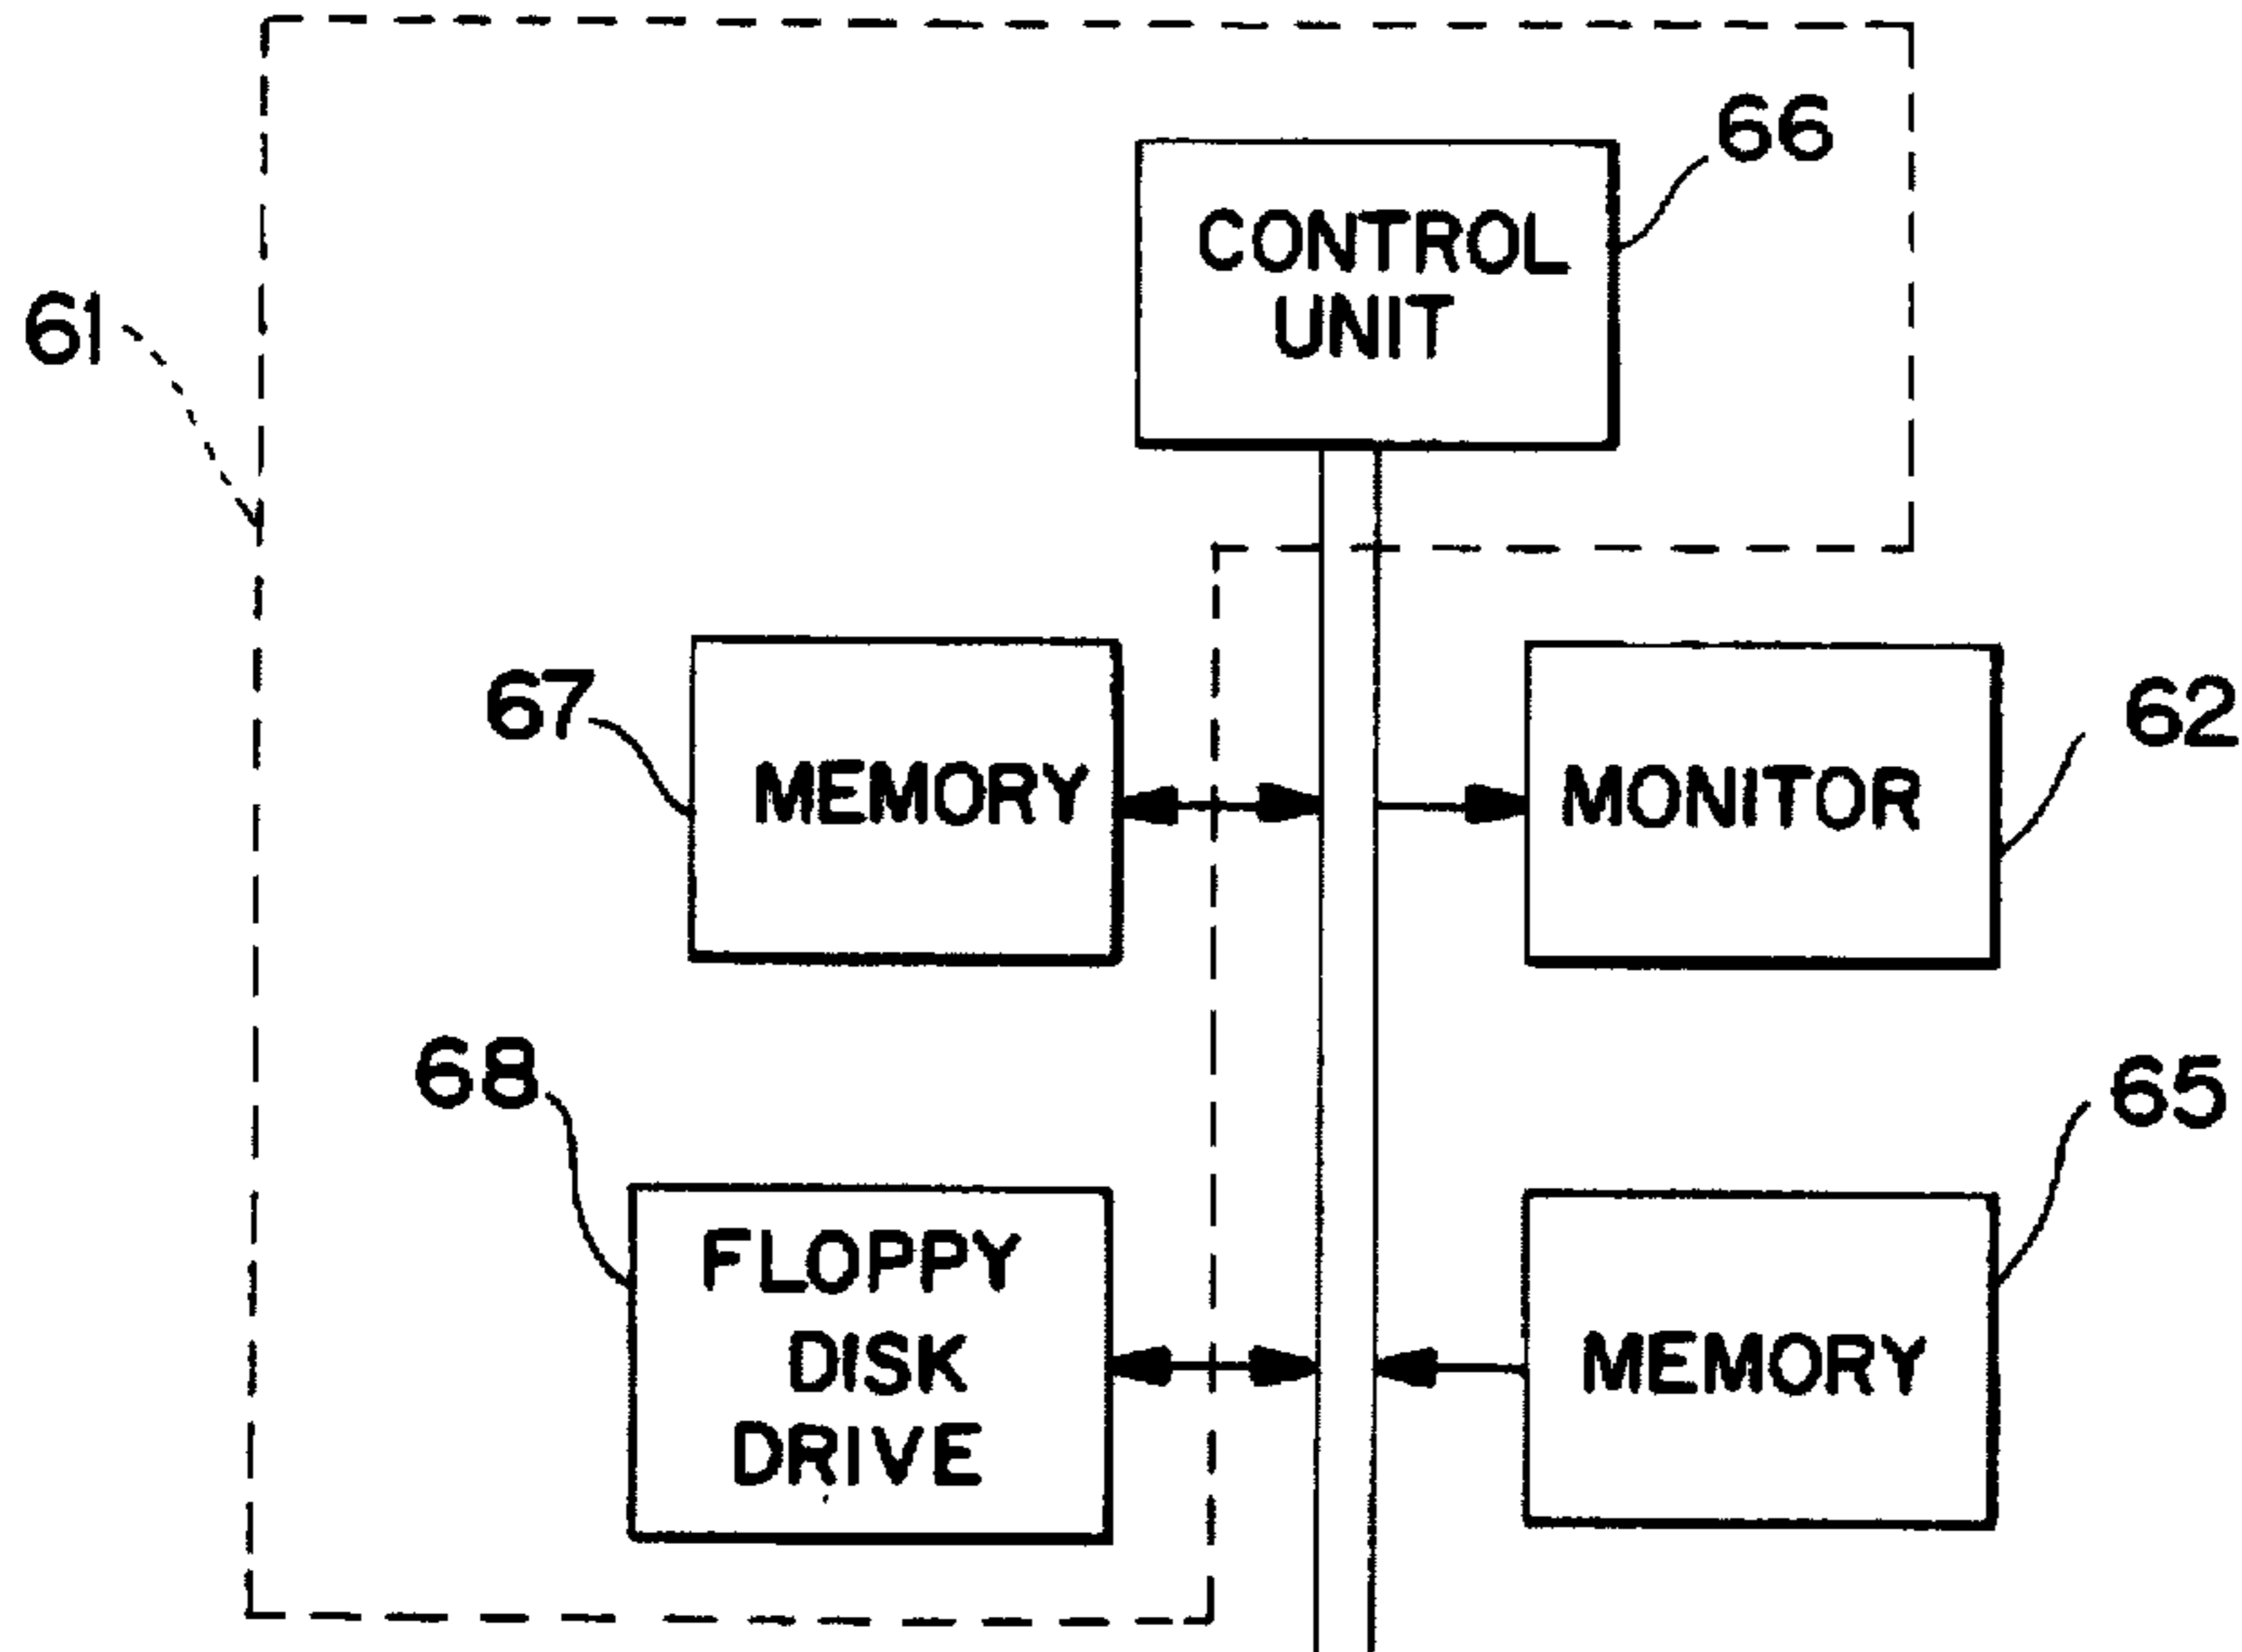 66
CONTROL
UNIT
61
67
MEMORY
MONITOR
62
68
FLOPPY
DISK
DRIVE
65
MEMORY